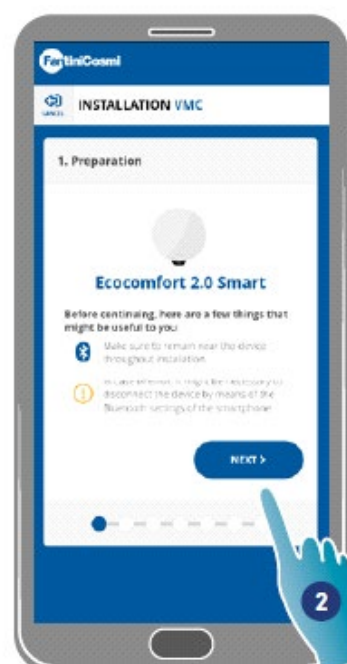 FantiniCosmi
CANCEL
INSTALLATION VMC
1. Preparation
Ecocomfort 2.0 Smart
Before continuing, here are a few things that
might be useful to you
Make sure to remain near the device
throughout installation
In case of error, it might be necessary to
disconnect the device by means of the
Bluetooth settings of the smartphone
NEXT >
2